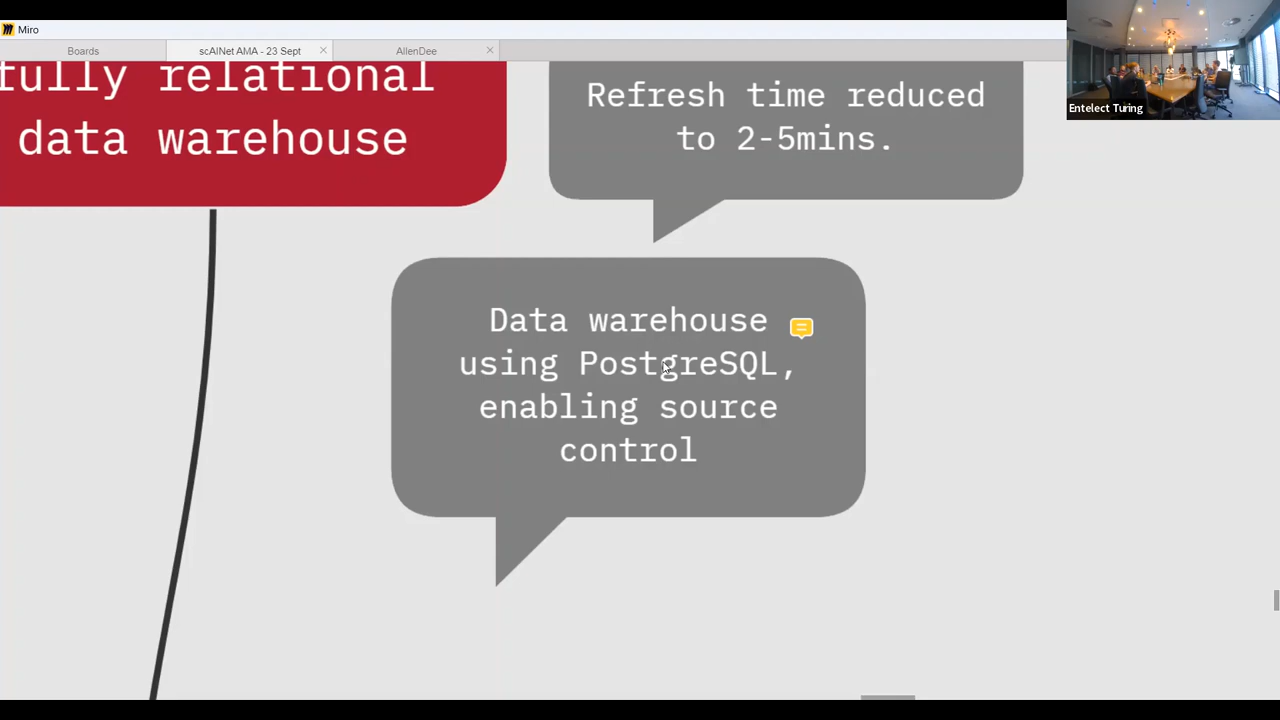 Miro
Boards
scAINet AMA - 23 Sept
AllenDee
Entelect Turing
fully relational
data warehouse
Refresh time reduced
to 2-5mins.
Data warehouse
using PostgreSQL,
enabling source
control